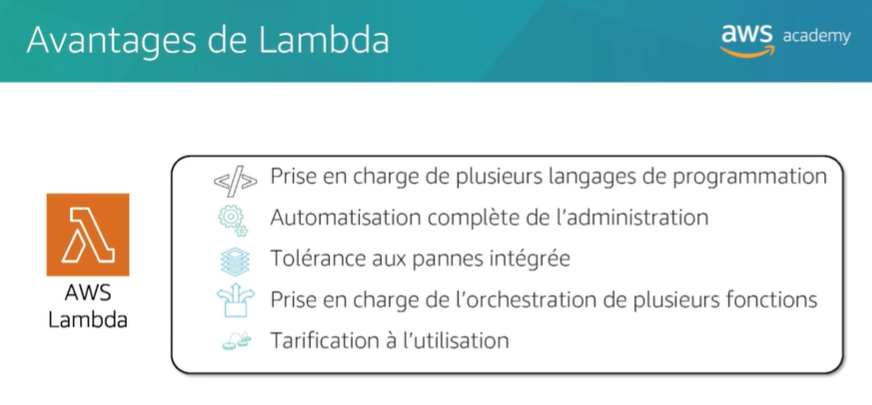 Avantages de Lambda
aws academy
</> Prise en charge de plusieurs langages de programmation
Automatisation complète de l'administration
Tolérance aux pannes intégrée
Prise en charge de l'orchestration de plusieurs fonctions
Tarification à l'utilisation
AWS
Lambda